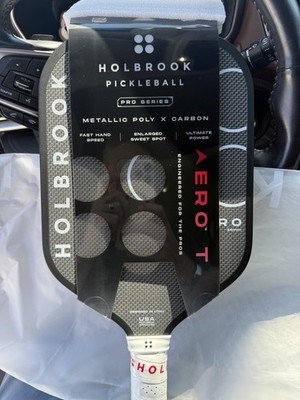 HOLBROOK
PICKLEBALL
PRO SERIES
METALLIC POLY X CARBON
FAST HAND
SPEED
ENLARGED
SWEET SPOT
ULTIMATE
POWER
HOLBROOK
AERO T
ENGINEERED FOR THE PROS
RO
USA
HOL